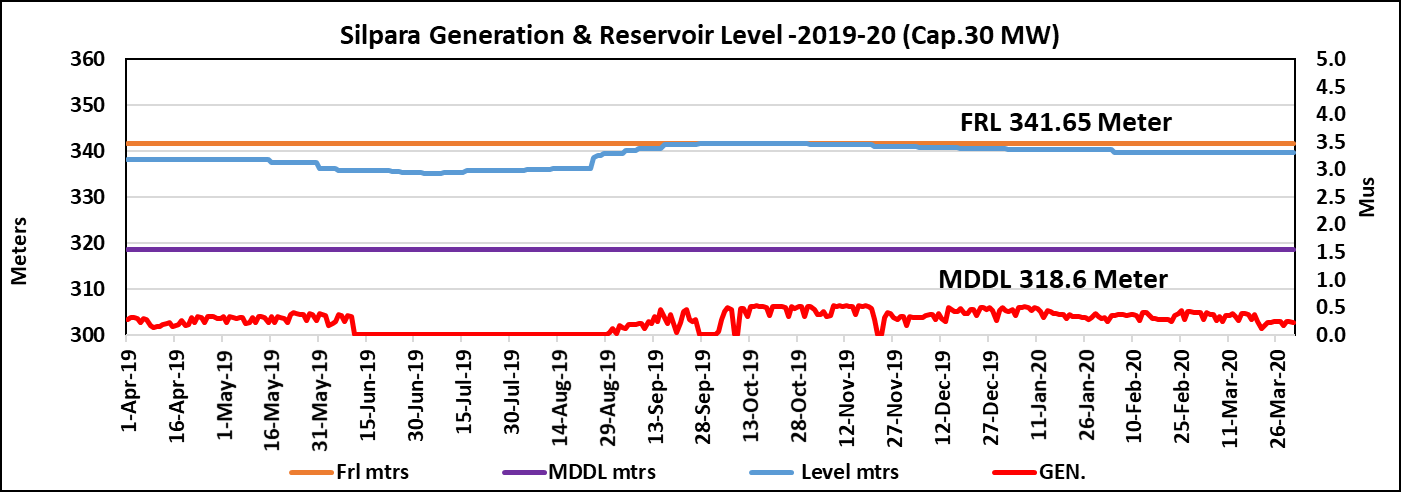 Silpara Generation & Reservoir Level -2019-20 (Cap.30 MW)
360
350
340
330
320
310
300
Meters
5.0
4.5
4.0
3.5
3.0
2.5
2.0
1.5
1.0
0.5
0.0
Mus
FRL 341.65 Meter
MDDL 318.6 Meter
1-Apr-19
16-Apr-19
1-May-19
16-May-19
31-May-19
15-Jun-19
30-Jun-19
15-Jul-19
30-Jul-19
14-Aug-19
29-Aug-19
13-Sep-19
28-Sep-19
13-Oct-19
28-Oct-19
12-Nov-19
27-Nov-19
12-Dec-19
27-Dec-19
11-Jan-20
26-Jan-20
10-Feb-20
25-Feb-20
11-Mar-20
26-Mar-20
Frl mtrs
MDDL mtrs
Level mtrs
GEN.